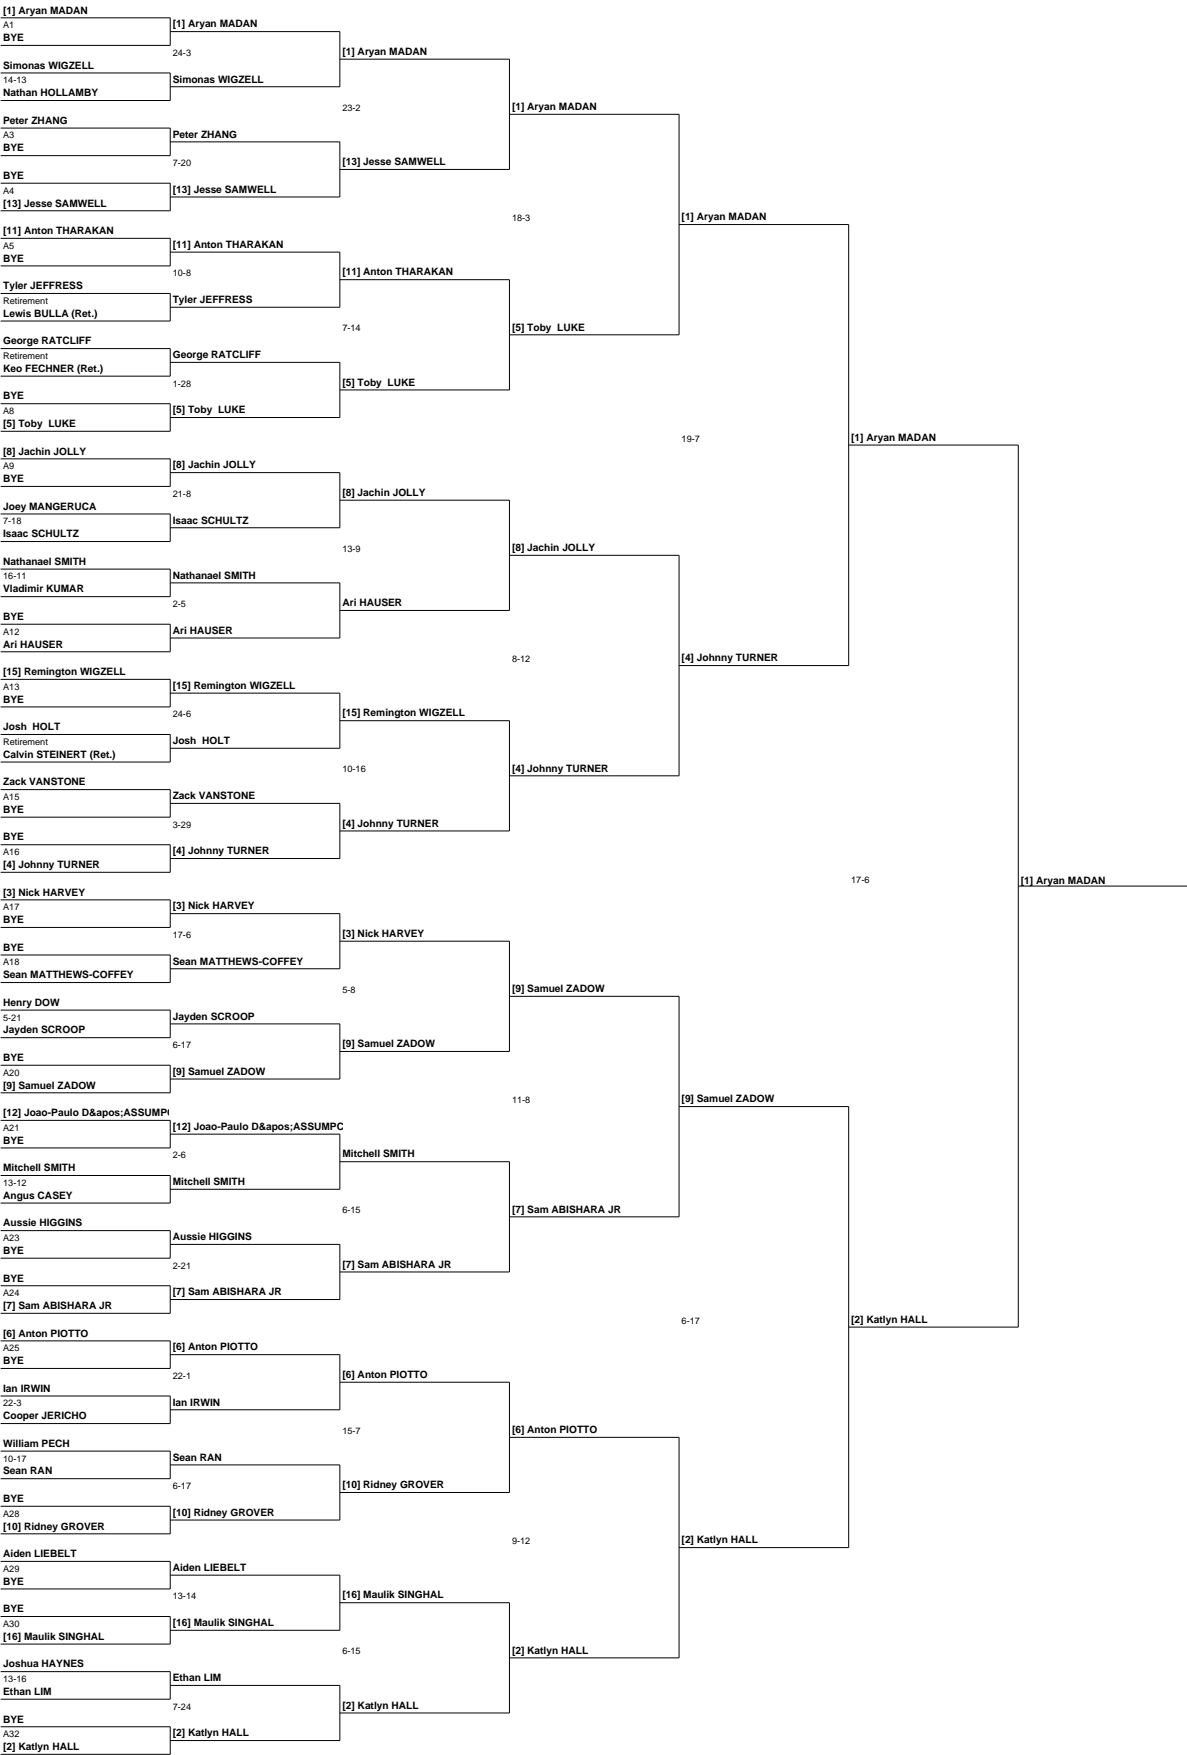 [1] Aryan MADAN
A1
BYE
[1] Aryan MADAN
24-3
[1] Aryan MADAN
Simonas WIGZELL
14-13
Nathan HOLLAMBY
Simonas WIGZELL
23-2
[1] Aryan MADAN
Peter ZHANG
A3
BYE
Peter ZHANG
7-20
[13] Jesse SAMWELL
BYE
A4
[13] Jesse SAMWELL
[13] Jesse SAMWELL
18-3
[1] Aryan MADAN
[11] Anton THARAKAN
A5
BYE
[11] Anton THARAKAN
10-8
[11] Anton THARAKAN
Tyler JEFFRESS
Retirement
Lewis BULLA (Ret.)
Tyler JEFFRESS
7-14
[5] Toby  LUKE
George RATCLIFF
Retirement
Keo FECHNER (Ret.)
George RATCLIFF
1-28
[5] Toby  LUKE
BYE
A8
[5] Toby  LUKE
[5] Toby  LUKE
19-7
[1] Aryan MADAN
[8] Jachin JOLLY
A9
BYE
[8] Jachin JOLLY
21-8
[8] Jachin JOLLY
Joey MANGERUCA
7-18
Isaac SCHULTZ
Isaac SCHULTZ
13-9
[8] Jachin JOLLY
Nathanael SMITH
16-11
Vladimir KUMAR
Nathanael SMITH
2-5
Ari HAUSER
BYE
A12
Ari HAUSER
Ari HAUSER
8-12
[4] Johnny TURNER
[15] Remington WIGZELL
A13
BYE
[15] Remington WIGZELL
24-6
[15] Remington WIGZELL
Josh  HOLT
Retirement
Calvin STEINERT (Ret.)
Josh  HOLT
10-16
[4] Johnny TURNER
Zack VANSTONE
A15
BYE
Zack VANSTONE
3-29
[4] Johnny TURNER
BYE
A16
[4] Johnny TURNER
[4] Johnny TURNER
17-6
[1] Aryan MADAN
[3] Nick HARVEY
A17
BYE
[3] Nick HARVEY
17-6
[3] Nick HARVEY
BYE
A18
Sean MATTHEWS-COFFEY
Sean MATTHEWS-COFFEY
5-8
[9] Samuel ZADOW
Henry DOW
5-21
Jayden SCROOP
Jayden SCROOP
6-17
[9] Samuel ZADOW
BYE
A20
[9] Samuel ZADOW
[9] Samuel ZADOW
11-8
[9] Samuel ZADOW
[12] Joao-Paulo D&apos;ASSUMP
A21
BYE
[12] Joao-Paulo D&apos;ASSUMPC
2-6
Mitchell SMITH
Mitchell SMITH
13-12
Angus CASEY
Mitchell SMITH
6-15
[7] Sam ABISHARA JR
Aussie HIGGINS
A23
BYE
Aussie HIGGINS
2-21
[7] Sam ABISHARA JR
BYE
A24
[7] Sam ABISHARA JR
[7] Sam ABISHARA JR
6-17
[2] Katlyn HALL
[6] Anton PIOTTO
A25
BYE
[6] Anton PIOTTO
22-1
[6] Anton PIOTTO
Ian IRWIN
22-3
Cooper JERICHO
Ian IRWIN
15-7
[6] Anton PIOTTO
William PECH
10-17
Sean RAN
Sean RAN
6-17
[10] Ridney GROVER
BYE
A28
[10] Ridney GROVER
[10] Ridney GROVER
9-12
[2] Katlyn HALL
Aiden LIEBELT
A29
BYE
Aiden LIEBELT
13-14
[16] Maulik SINGHAL
BYE
A30
[16] Maulik SINGHAL
[16] Maulik SINGHAL
6-15
[2] Katlyn HALL
Joshua HAYNES
13-16
Ethan LIM
Ethan LIM
7-24
[2] Katlyn HALL
BYE
A32
[2] Katlyn HALL
[2] Katlyn HALL